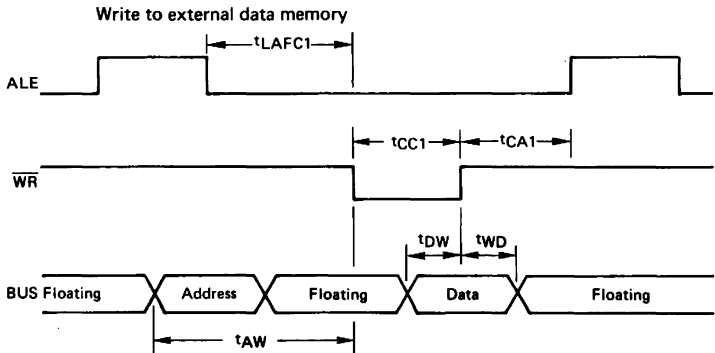 Write to external data memory
tLAFC1
ALE
tCC1 tCA1
WR
tDW tWD
BUS Floating Address Floating Data Floating
tAW